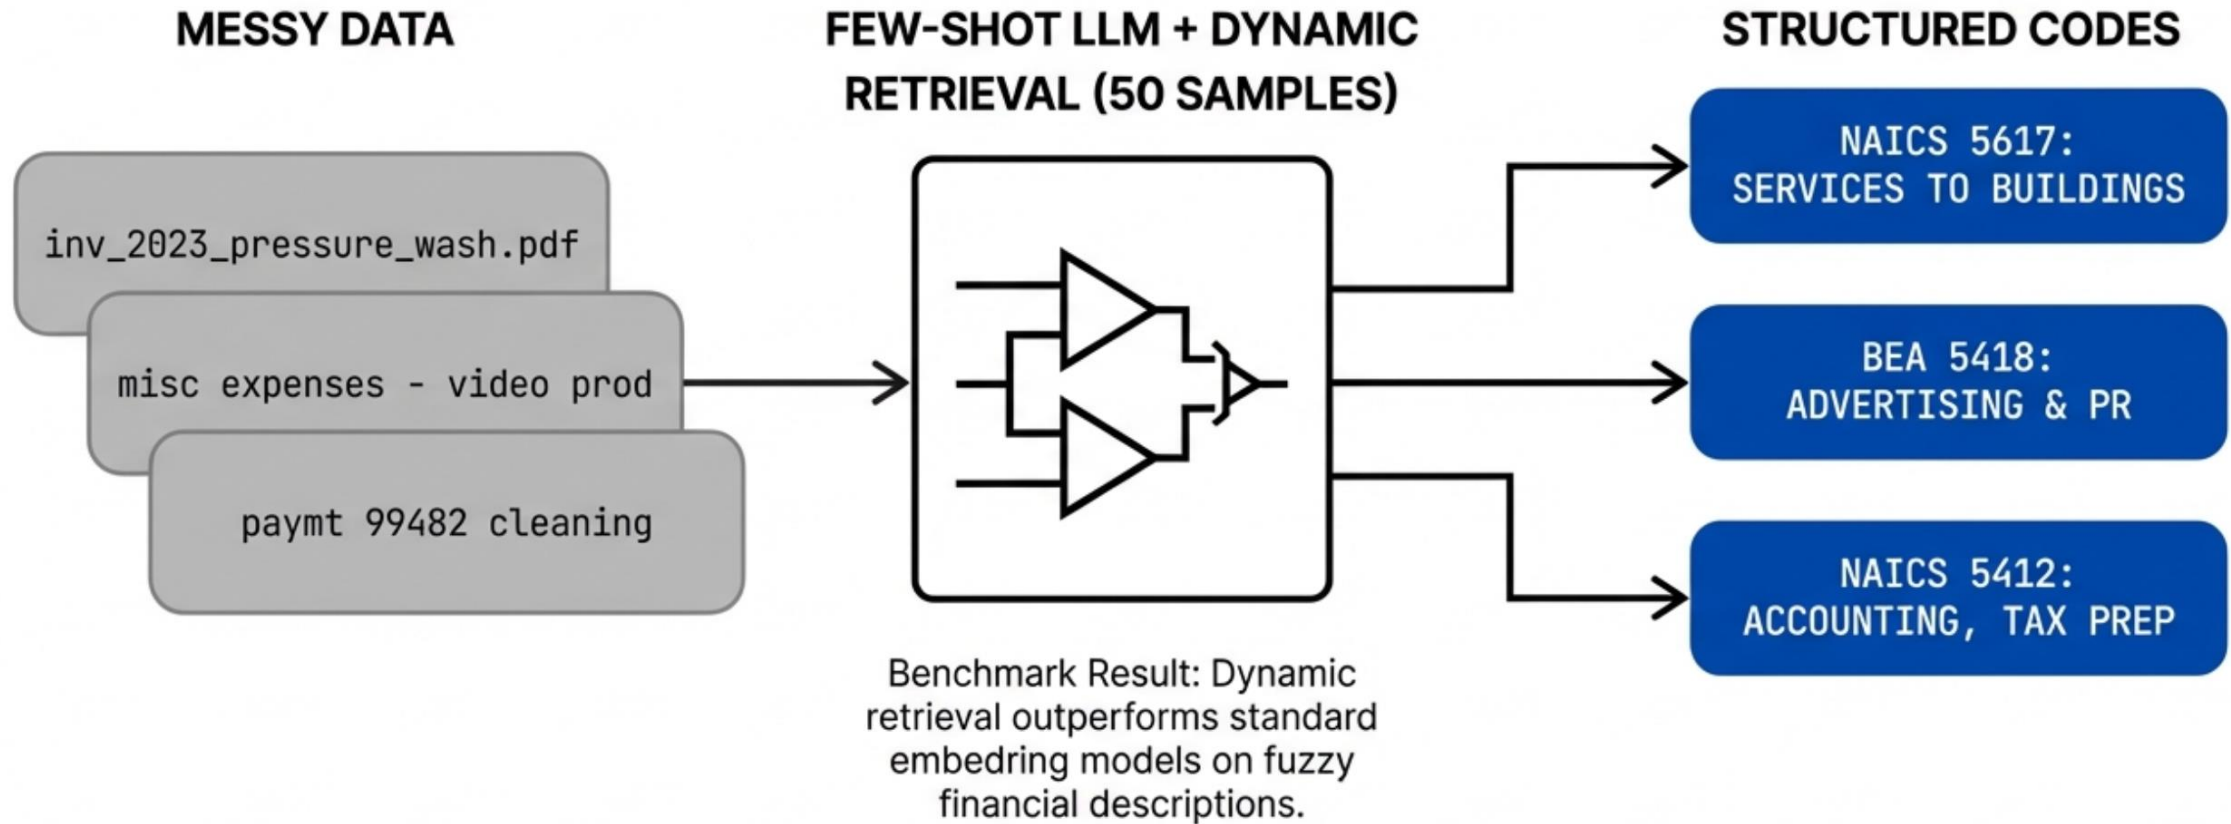 MESSY DATA
inv_2023_pressure_wash.pdf
misc expenses - video prod
paymt 99482 cleaning
FEW-SHOT LLM + DYNAMIC
RETRIEVAL (50 SAMPLES)
Benchmark Result: Dynamic
retrieval outperforms standard
embedring models on fuzzy
financial descriptions.
STRUCTURED CODES
NAICS 5617:
SERVICES TO BUILDINGS
BEA 5418:
ADVERTISING & PR
NAICS 5412:
ACCOUNTING, TAX PREP